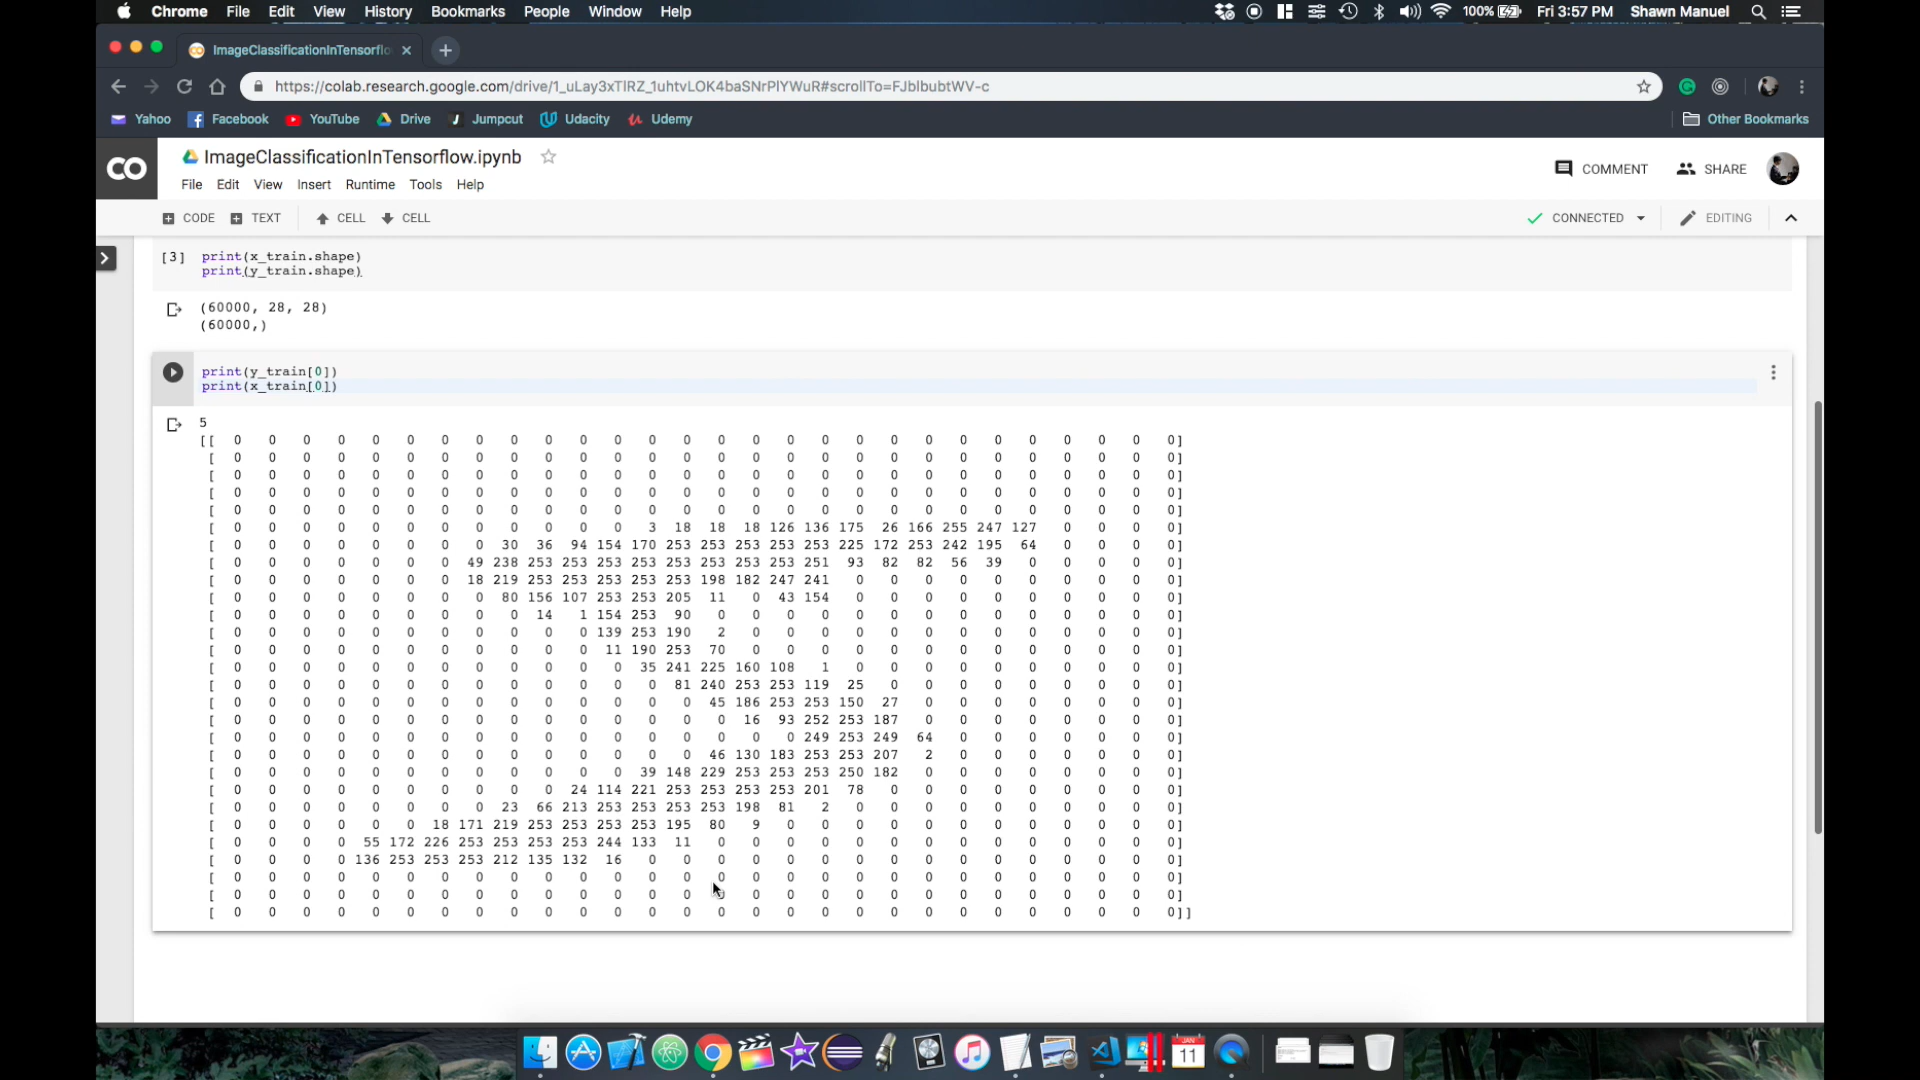 Chrome File Edit View History Bookmarks People Window Help 100% Fri 3:57 PM Shawn Manuel
ImageClassificationInTensorflo
https://colab.research.google.com/drive/1_uLay3xTlRZ_1uhtvLOK4baSNrPlYWuR#scrollTo=FJblbubtWV-c
Yahoo Facebook YouTube Drive Jumpcut Udacity Udemy Other Bookmarks
CO ImageClassificationInTensorflow.ipynb COMMENT SHARE
File Edit View Insert Runtime Tools Help
CODE TEXT CELL CELL CONNECTED EDITING
[3] print(x_train.shape)
print(y_train.shape)
(60000, 28, 28)
(60000,)
print(y_train[0])
print(x_train[0])
5
[[ 0 0 0 0 0 0 0 0 0 0 0 0 0 0 0 0 0 0 0 0 0 0 0 0 0 0 0 0]
[ 0 0 0 0 0 0 0 0 0 0 0 0 0 0 0 0 0 0 0 0 0 0 0 0 0 0 0 0]
[ 0 0 0 0 0 0 0 0 0 0 0 0 0 0 0 0 0 0 0 0 0 0 0 0 0 0 0 0]
[ 0 0 0 0 0 0 0 0 0 0 0 0 0 0 0 0 0 0 0 0 0 0 0 0 0 0 0 0]
[ 0 0 0 0 0 0 0 0 0 0 0 0 0 0 0 0 0 0 0 0 0 0 0 0 0 0 0 0]
[ 0 0 0 0 0 0 0 0 0 0 0 0 3 18 18 18 126 136 175 26 166 255 247 127 0 0 0 0]
[ 0 0 0 0 0 0 0 0 30 36 94 154 170 253 253 253 253 253 225 172 253 242 195 64 0 0 0 0]
[ 0 0 0 0 0 0 0 49 238 253 253 253 253 253 253 253 253 251 93 82 82 56 39 0 0 0 0 0]
[ 0 0 0 0 0 0 0 18 219 253 253 253 253 253 198 182 247 241 0 0 0 0 0 0 0 0 0 0]
[ 0 0 0 0 0 0 0 0 80 156 107 253 253 205 11 0 43 154 0 0 0 0 0 0 0 0 0 0]
[ 0 0 0 0 0 0 0 0 0 14 1 154 253 90 0 0 0 0 0 0 0 0 0 0 0 0 0 0]
[ 0 0 0 0 0 0 0 0 0 0 0 139 253 190 2 0 0 0 0 0 0 0 0 0 0 0 0 0]
[ 0 0 0 0 0 0 0 0 0 0 0 11 190 253 70 0 0 0 0 0 0 0 0 0 0 0 0 0]
[ 0 0 0 0 0 0 0 0 0 0 0 0 35 241 225 160 108 1 0 0 0 0 0 0 0 0 0 0]
[ 0 0 0 0 0 0 0 0 0 0 0 0 0 81 240 253 253 119 25 0 0 0 0 0 0 0 0 0]
[ 0 0 0 0 0 0 0 0 0 0 0 0 0 0 45 186 253 253 150 27 0 0 0 0 0 0 0 0]
[ 0 0 0 0 0 0 0 0 0 0 0 0 0 0 0 16 93 252 253 187 0 0 0 0 0 0 0 0]
[ 0 0 0 0 0 0 0 0 0 0 0 0 0 0 0 0 0 249 253 249 64 0 0 0 0 0 0 0]
[ 0 0 0 0 0 0 0 0 0 0 0 0 0 0 46 130 183 253 253 207 2 0 0 0 0 0 0 0]
[ 0 0 0 0 0 0 0 0 0 0 0 0 39 148 229 253 253 253 250 182 0 0 0 0 0 0 0 0]
[ 0 0 0 0 0 0 0 0 0 0 24 114 221 253 253 253 253 201 78 0 0 0 0 0 0 0 0 0]
[ 0 0 0 0 0 0 0 0 23 66 213 253 253 253 253 198 81 2 0 0 0 0 0 0 0 0 0 0]
[ 0 0 0 0 0 0 18 171 219 253 253 253 253 195 80 9 0 0 0 0 0 0 0 0 0 0 0 0]
[ 0 0 0 0 55 172 226 253 253 253 253 244 133 11 0 0 0 0 0 0 0 0 0 0 0 0 0 0]
[ 0 0 0 0 136 253 253 253 212 135 132 16 0 0 0 0 0 0 0 0 0 0 0 0 0 0 0 0]
[ 0 0 0 0 0 0 0 0 0 0 0 0 0 0 0 0 0 0 0 0 0 0 0 0 0 0 0 0]
[ 0 0 0 0 0 0 0 0 0 0 0 0 0 0 0 0 0 0 0 0 0 0 0 0 0 0 0 0]
[ 0 0 0 0 0 0 0 0 0 0 0 0 0 0 0 0 0 0 0 0 0 0 0 0 0 0 0 0]]
JAN
11